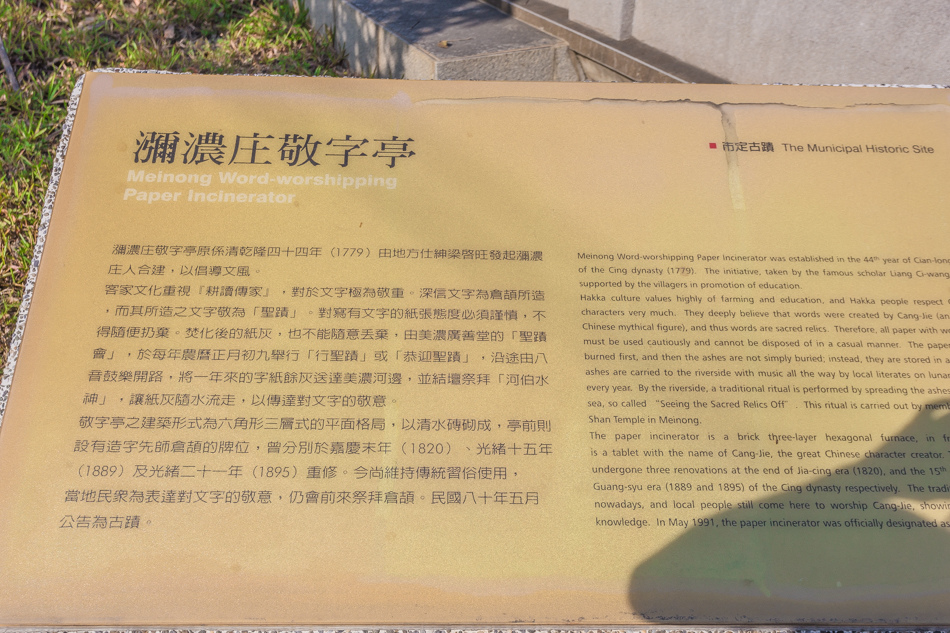 瀰濃庄敬字亭
Meinong Word-worshipping
Paper Incinerator
市定古蹟 The Municipal Historic Site
瀰濃庄敬字亭原係清乾隆四十四年（1779）由地方仕紳梁啓旺發起瀰濃
庄人合建，以倡導文風。
客家文化重視『耕讀傳家』，對於文字極為敬重。深信文字為倉頡所造
，而其所造之文字敬為「聖蹟」。對寫有文字的紙張態度必須謹慎，不
得隨便扔棄。焚化後的紙灰，也不能隨意丟棄，由美濃廣善堂的「聖蹟
會」，於每年農曆正月初九舉行「行聖蹟」或「恭迎聖蹟」，沿途由八
音鼓樂開路，將一年來的字紙餘灰送達美濃河邊，並結壇祭拜「河伯水
神」，讓紙灰隨水流走，以傳達對文字的敬意。
敬字亭之建築形式為六角形三層式的平面格局，以清水磚砌成，亭前則
設有造字先師倉頡的牌位，曾分別於嘉慶末年（1820）、光緒十五年
（1889）及光緒二十一年（1895）重修。今尚維持傳統習俗使用，
當地民衆為表達對文字的敬意，仍會前來祭拜倉頡。民國八十年五月
公告為古蹟。
Meinong Word-worshipping Paper Incinerator was established in the 44th year of Cian-long
of the Cing dynasty (1779). The initiative, taken by the famous scholar Liang Ci-wang,
supported by the villagers in promotion of education.
Hakka culture values highly of farming and education, and Hakka people respect
characters very much. They deeply believe that words were created by Cang-Jie (an
Chinese mythical figure), and thus words are sacred relics. Therefore, all paper with w
must be used cautiously and cannot be disposed of in a casual manner. The paper
burned first, and then the ashes are not simply buried; instead, they are stored in a
ashes are carried to the riverside with music all the way by local literates on lunar
every year. By the riverside, a traditional ritual is performed by spreading the ashes
sea, so called "Seeing the Sacred Relics Off". This ritual is carried out by memb
Shan Temple in Meinong.
The paper incinerator is a brick three-layer hexagonal furnace, in fr
is a tablet with the name of Cang-Jie, the great Chinese character creator.
undergone three renovations at the end of Jia-cing era (1820), and the 15th
Guang-syu era (1889 and 1895) of the Cing dynasty respectively. The tradi
nowadays, and local people still come here to worship Cang-Jie, showin
knowledge. In May 1991, the paper incinerator was officially designated as